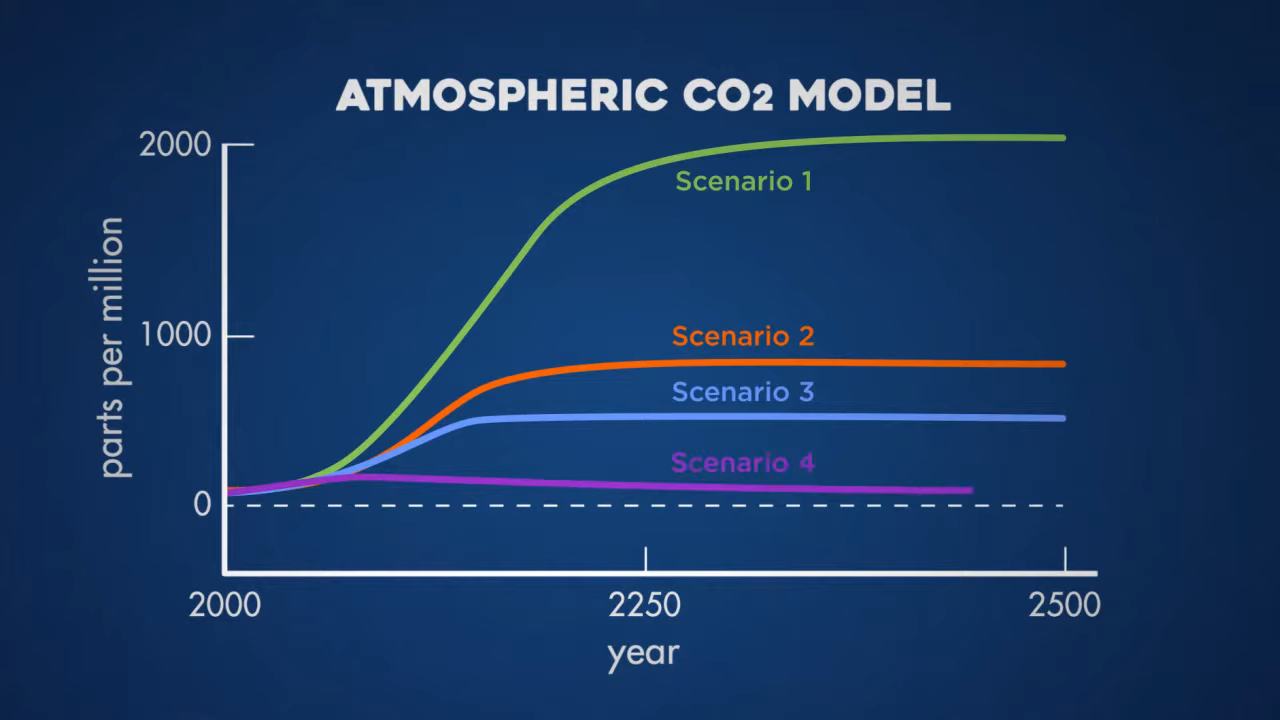 ATMOSPHERIC CO2 MODEL
2000
Scenario 1
parts per million
1000
Scenario 2
Scenario 3
Scenario 4
0
2000 2250 2500
year